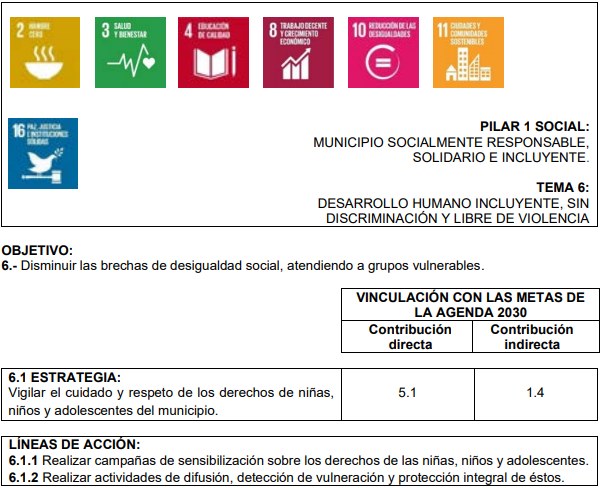 2 HAMBRE
CERO
3 SALUD
Y BIENESTAR
4 EDUCACIÓN
DE CALIDAD
8 TRABAJO DECENTE
Y CRECIMIENTO
ECONÓMICO
10 REDUCCIÓN DE LAS
DESIGUALDADES
11 CIUDADES Y
COMUNIDADES
SOSTENIBLES
16 PAZ, JUSTICIA
E INSTITUCIONES
SÓLIDAS
PILAR 1 SOCIAL:
MUNICIPIO SOCIALMENTE RESPONSABLE,
SOLIDARIO E INCLUYENTE.
TEMA 6:
DESARROLLO HUMANO INCLUYENTE, SIN
DISCRIMINACIÓN Y LIBRE DE VIOLENCIA
OBJETIVO:
6.- Disminuir las brechas de desigualdad social, atendiendo a grupos vulnerables.
VINCULACIÓN CON LAS METAS DE
LA AGENDA 2030
Contribución
directa
Contribución
indirecta
6.1 ESTRATEGIA:
Vigilar el cuidado y respeto de los derechos de niñas,
niños y adolescentes del municipio.
5.1
1.4
LÍNEAS DE ACCIÓN:
6.1.1 Realizar campañas de sensibilización sobre los derechos de las niñas, niños y adolescentes.
6.1.2 Realizar actividades de difusión, detección de vulneración y protección integral de éstos.